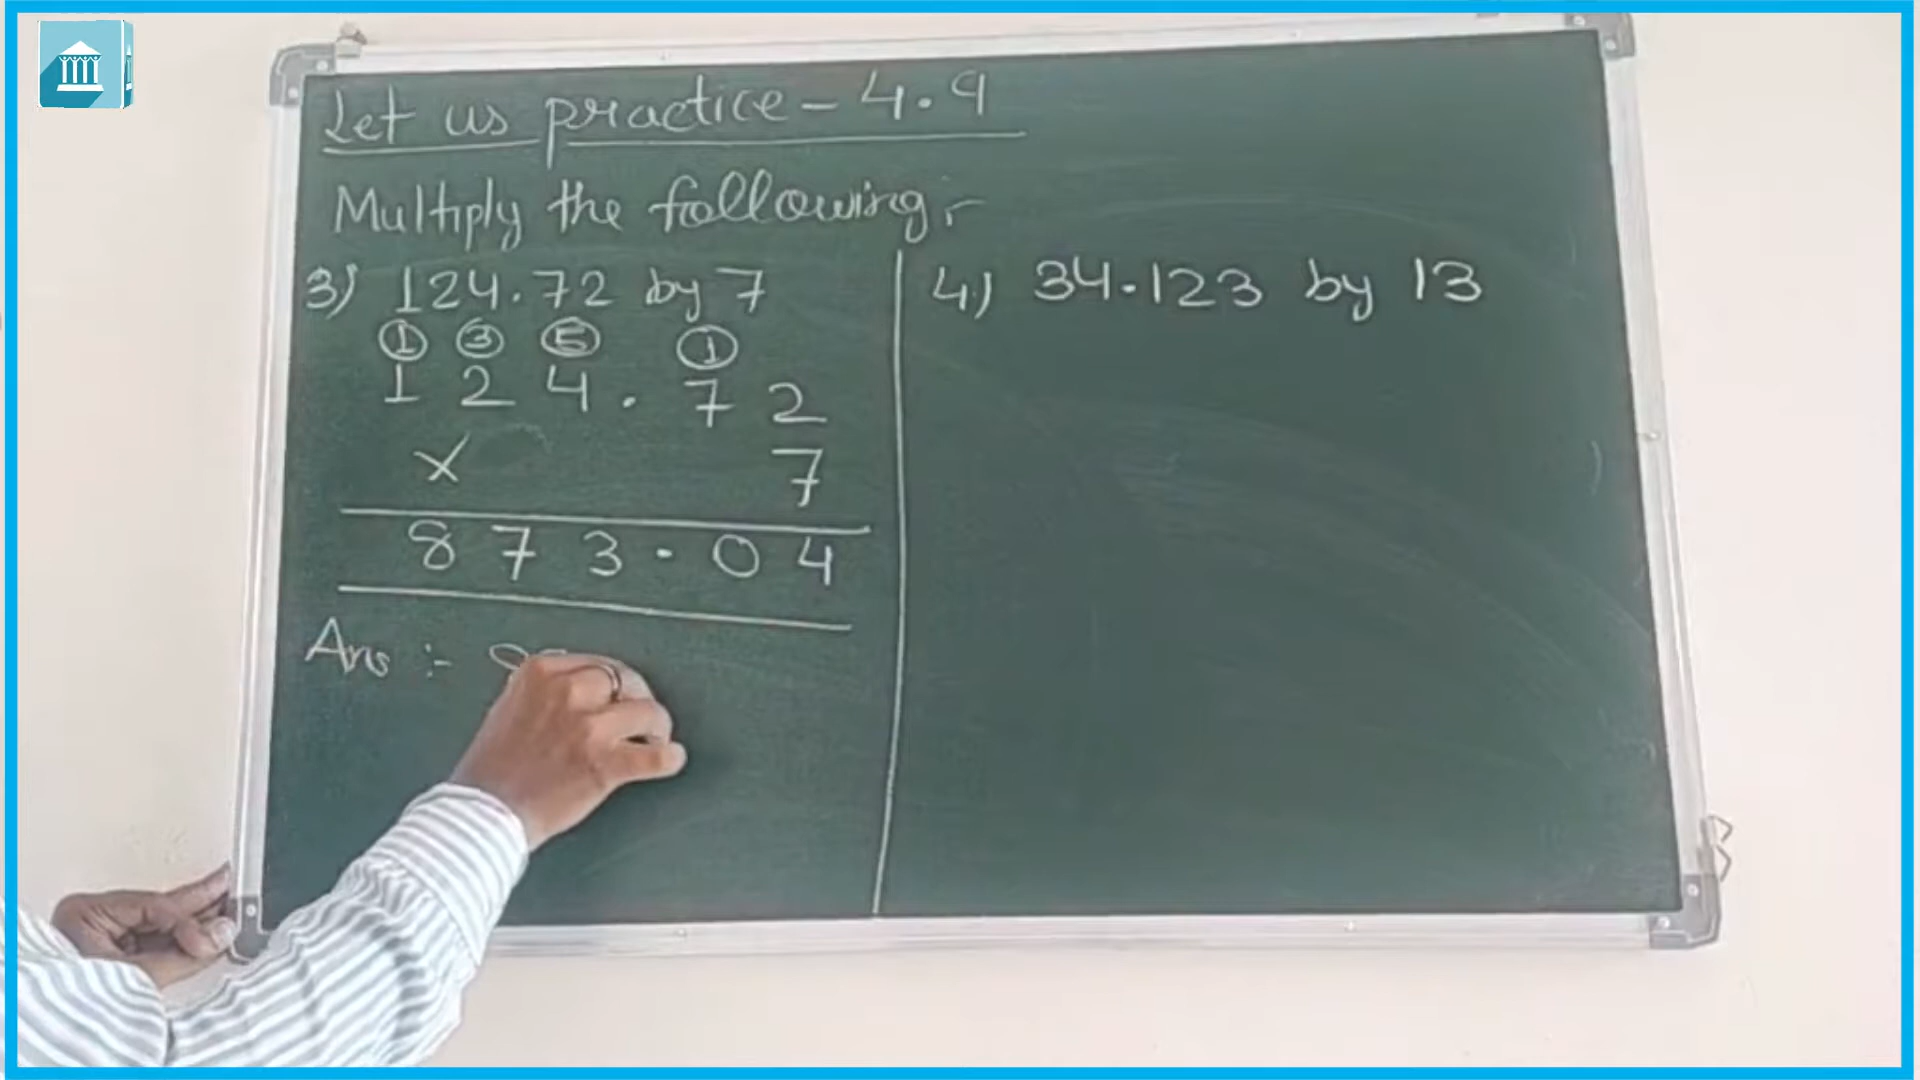 Let us practice - 4.9
Multiply the following :-
3) 124.72 by 7
1 3 5 1
1 2 4 . 7 2
× 7
8 7 3 . 0 4
Ans :-
4) 34.123 by 13